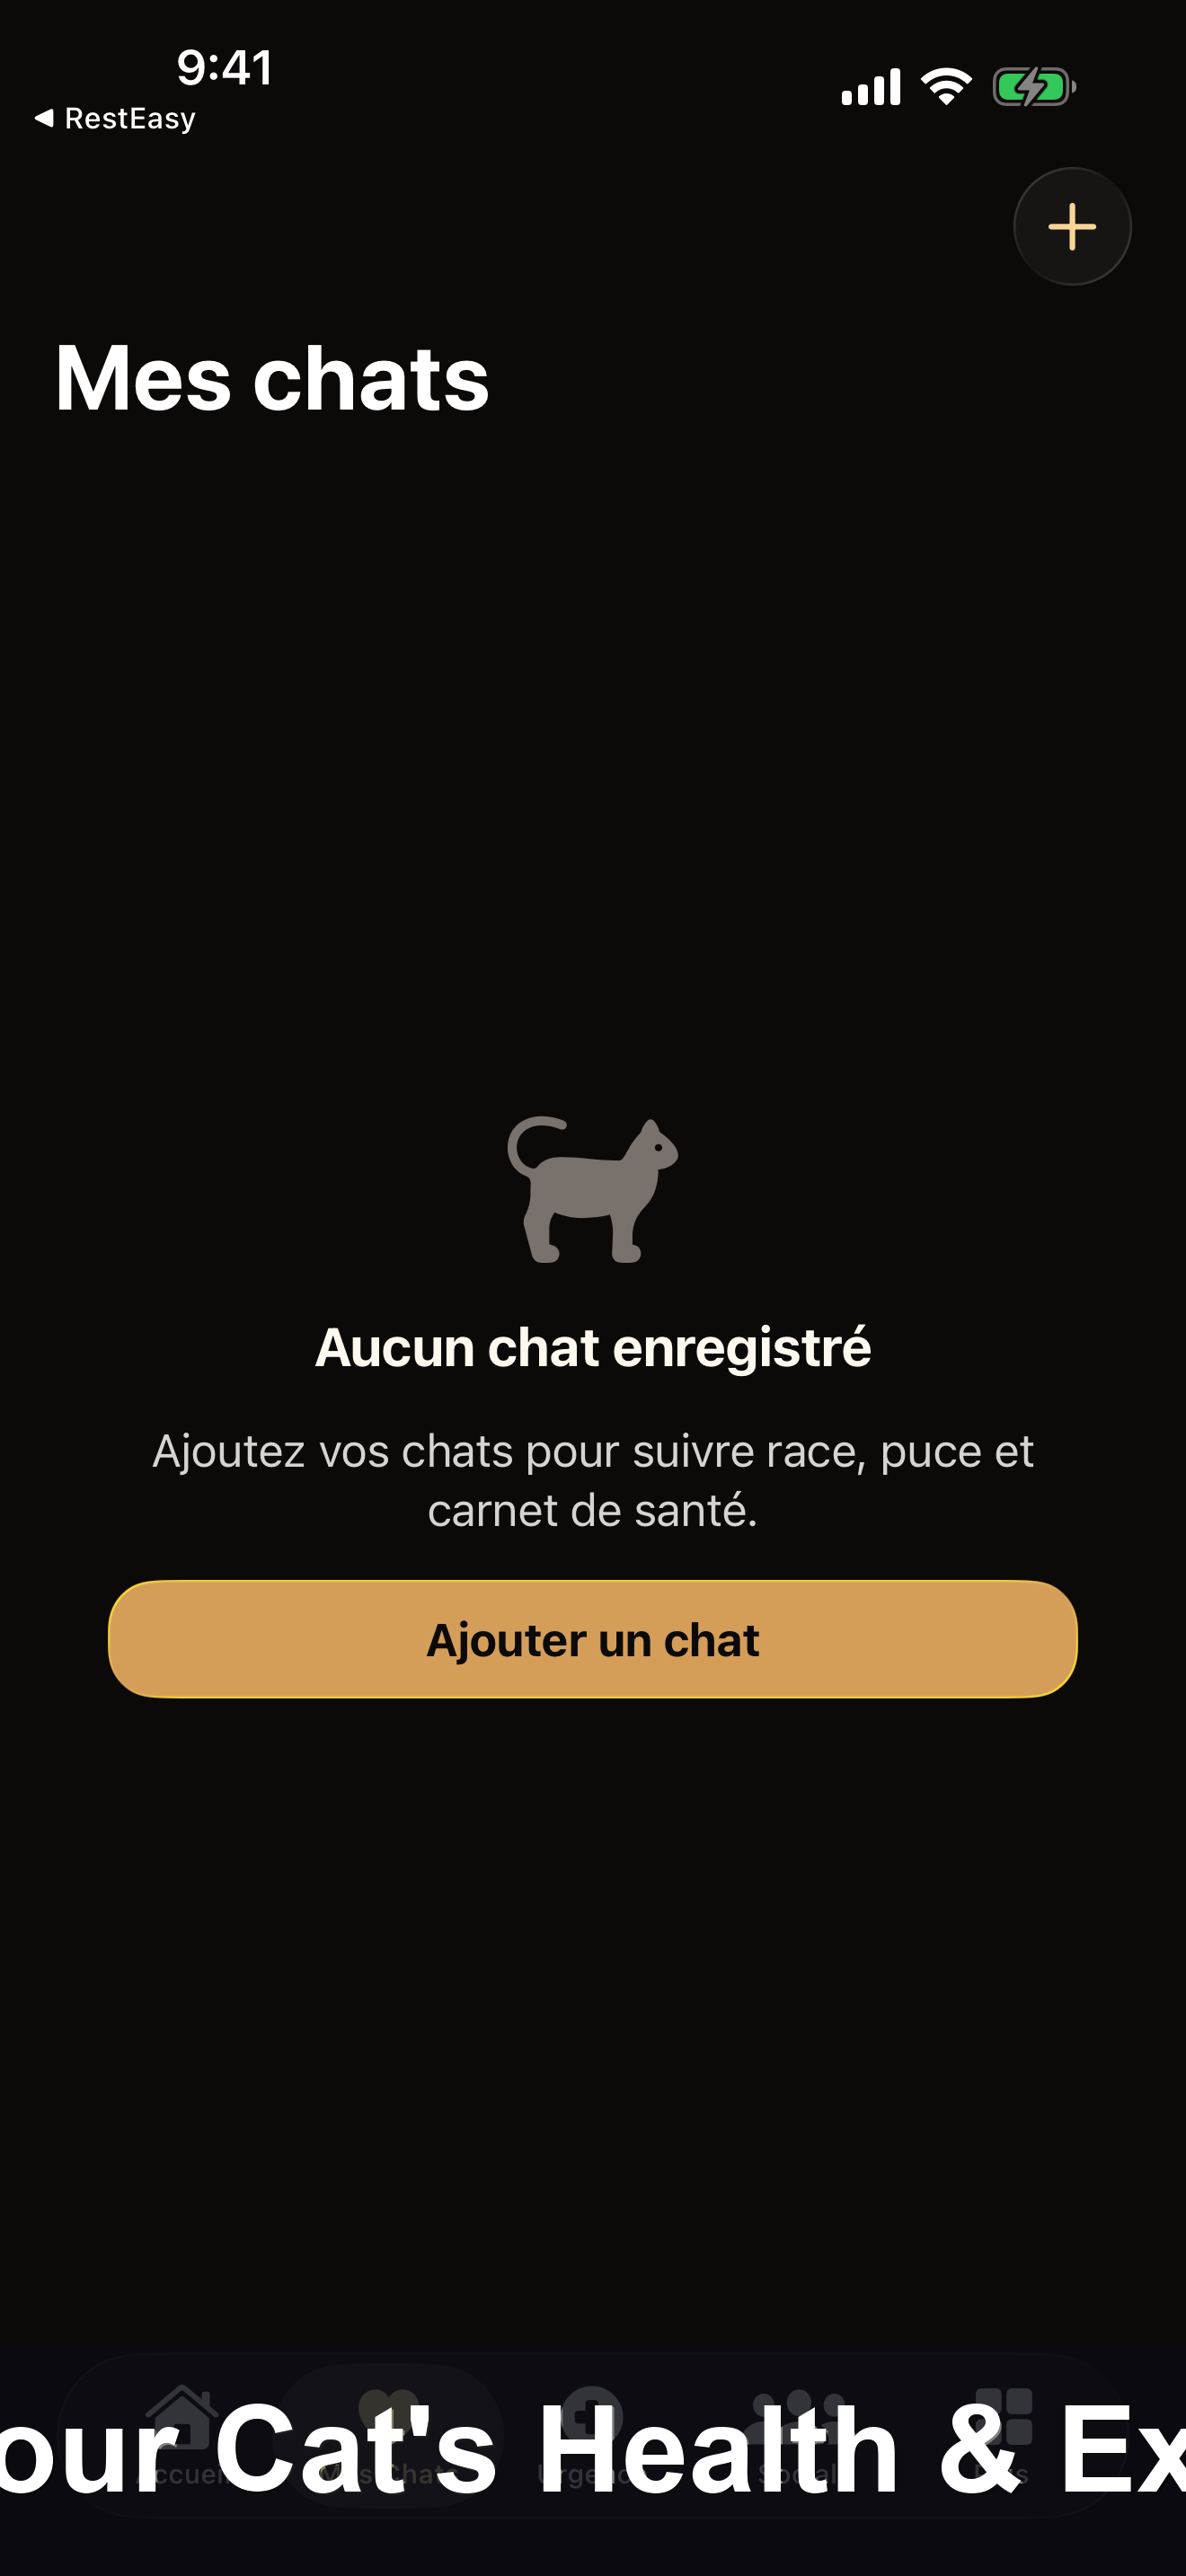 9:41
RestEasy
Mes chats
Aucun chat enregistré
Ajoutez vos chats pour suivre race, puce et
carnet de santé.
Ajouter un chat
our Cat's Health & Ex